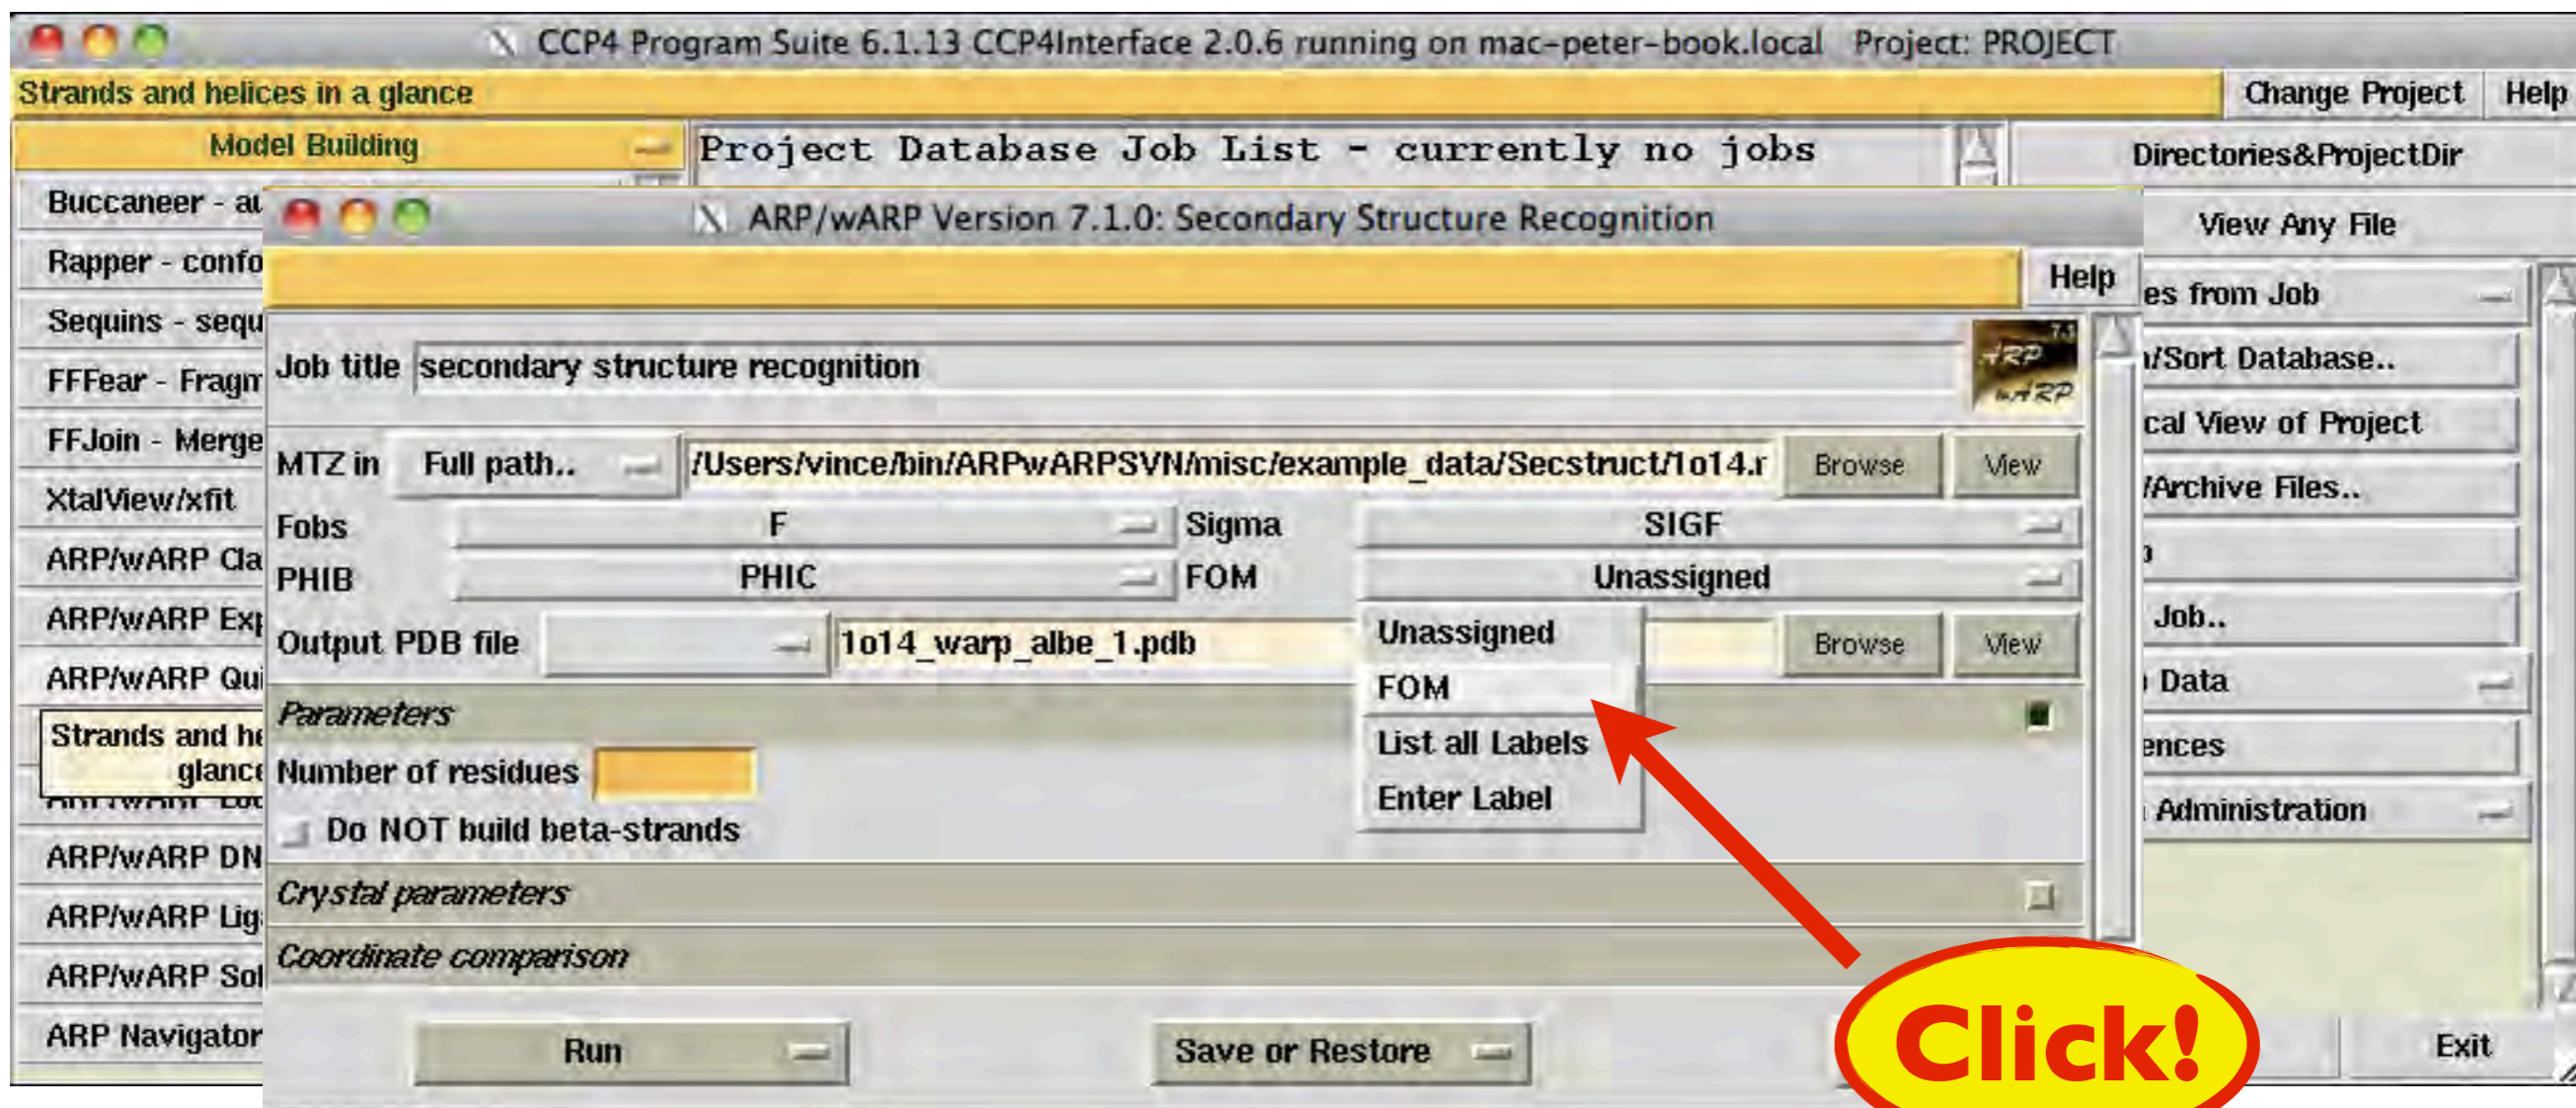 CCP4 Program Suite 6.1.13 CCP4Interface 2.0.6 running on mac-peter-book.local Project: PROJECT
Strands and helices in a glance
Change Project Help
Model Building
Project Database Job List - currently no jobs
Directories&ProjectDir
Buccaneer - au
ARP/wARP Version 7.1.0: Secondary Structure Recognition
View Any File
Rapper - confo
Help
es from Job
Sequins - sequ
7.1
ARP
wARP
Job title secondary structure recognition
/Sort Database..
FFFear - Fragm
cal View of Project
FFJoin - Merge
MTZ in Full path.. /Users/vince/bin/ARPwARPSVN/misc/example_data/Secstruct/1o14.r Browse View
XtalView/xfit
/Archive Files..
Fobs F Sigma SIGF
ARP/wARP Cla
PHIB PHIC FOM Unassigned
ARP/wARP Exp
Job..
Output PDB file 1o14_warp_albe_1.pdb Browse View
Unassigned
FOM
List all Labels
Enter Label
ARP/wARP Qui
Data
Parameters
Strands and he
glance
ences
Number of residues
Administration
Do NOT build beta-strands
ARP/wARP DN
Crystal parameters
ARP/wARP Lig
Coordinate comparison
ARP/wARP Sol
ARP Navigator
Run Save or Restore
Click!
Exit